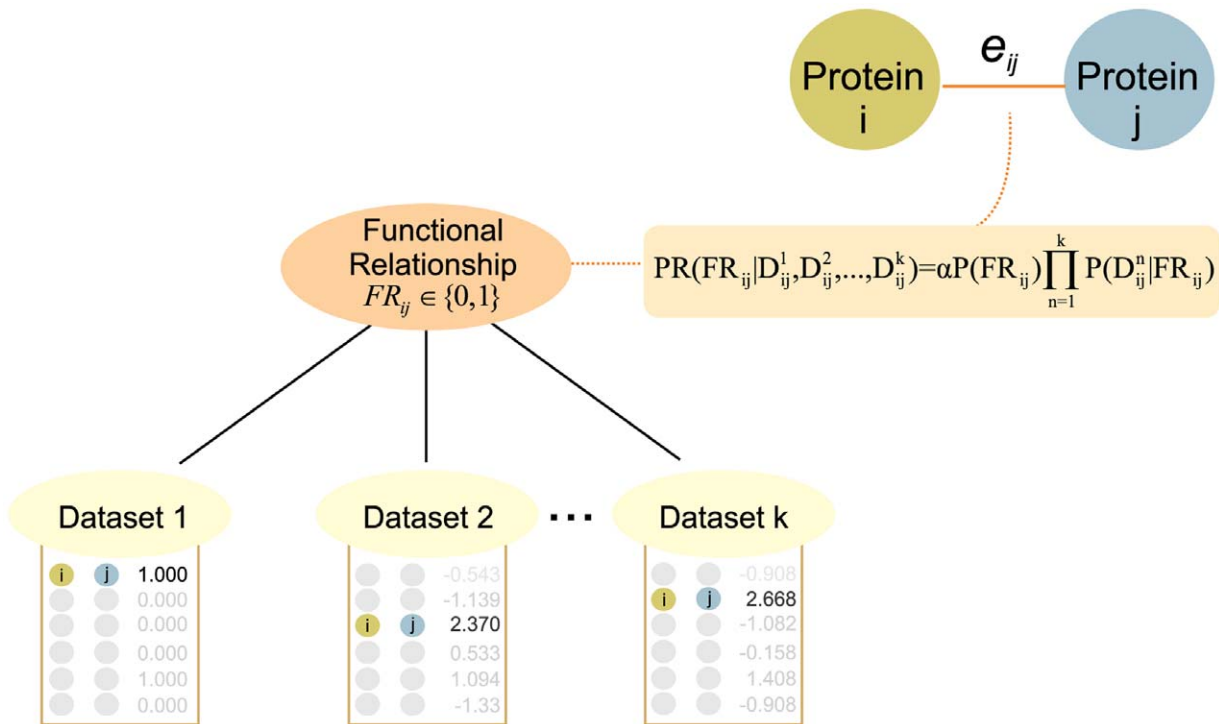 e_ij
Protein i
Protein j
Functional
Relationship
FR_ij ∈ {0,1}
PR(FR_ij|D_ij^1,D_ij^2,...,D_ij^k)=αP(FR_ij)∏_{n=1}^{k} P(D_ij^n|FR_ij)
Dataset 1
i j 1.000
0.000
0.000
0.000
1.000
0.000
Dataset 2
-0.543
-1.139
i j 2.370
0.533
1.094
-1.33
...
Dataset k
-0.908
i j 2.668
-1.082
-0.158
1.408
-0.908